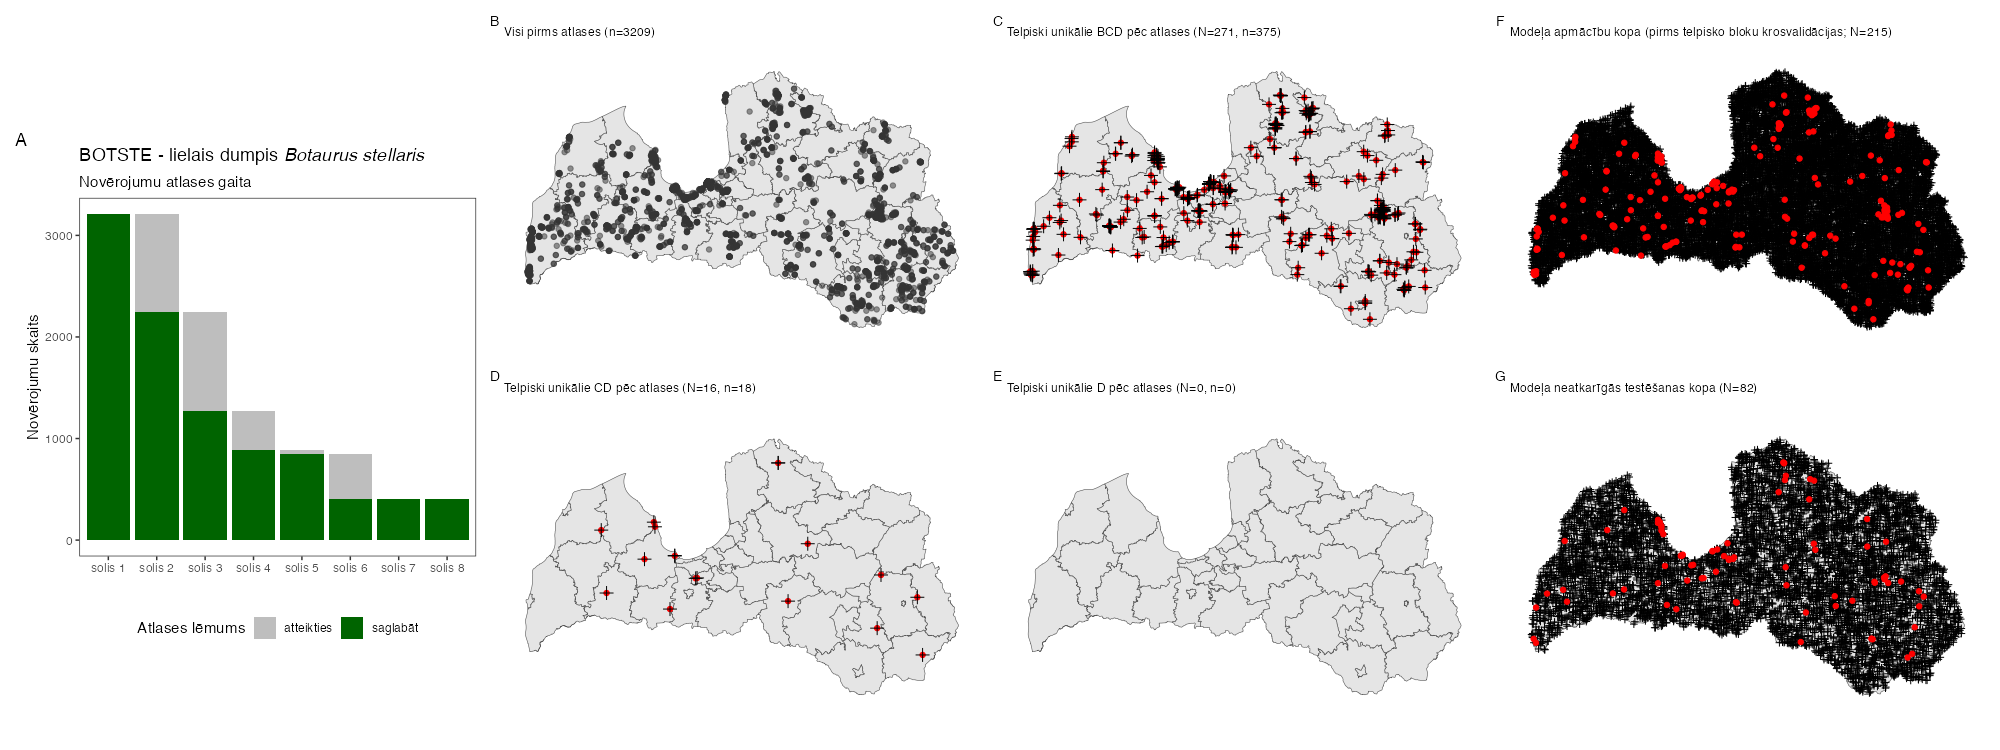 A
BOTSTE - lielais dumpis Botaurus stellaris
Novērojumu atlases gaita
Novērojumu skaits
3000
2000
1000
0
solis 1 solis 2 solis 3 solis 4 solis 5 solis 6 solis 7 solis 8
Atlases lēmums atteikties saglabāt
B
Visi pirms atlases (n=3209)
C
Telpiski unikālie BCD pēc atlases (N=271, n=375)
F
Modeļa apmācību kopa (pirms telpisko bloku krosvalidācijas; N=215)
D
Telpiski unikālie CD pēc atlases (N=16, n=18)
E
Telpiski unikālie D pēc atlases (N=0, n=0)
G
Modeļa neatkarīgās testēšanas kopa (N=82)